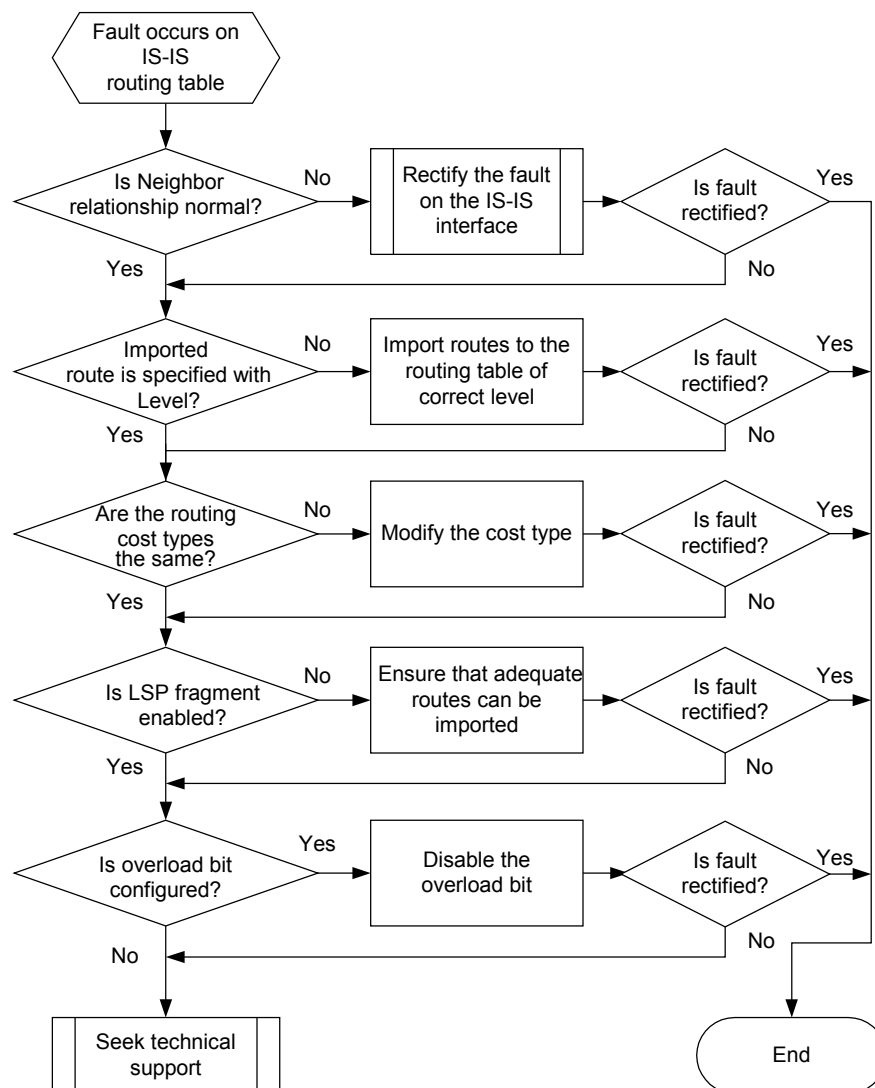 Fault occurs on
IS-IS
routing table
Is Neighbor
relationship normal?
No
Rectify the fault
on the IS-IS
interface
Is fault
rectified?
Yes
Yes
No
Imported
route is specified with
Level?
No
Import routes to the
routing table of
correct level
Is fault
rectified?
Yes
Yes
No
Are the routing
cost types
the same?
No
Modify the cost type
Is fault
rectified?
Yes
Yes
No
Is LSP fragment
enabled?
No
Ensure that adequate
routes can be
imported
Is fault
rectified?
Yes
Yes
No
Is overload bit
configured?
Yes
Disable the
overload bit
Is fault
rectified?
Yes
No
No
Seek technical
support
End